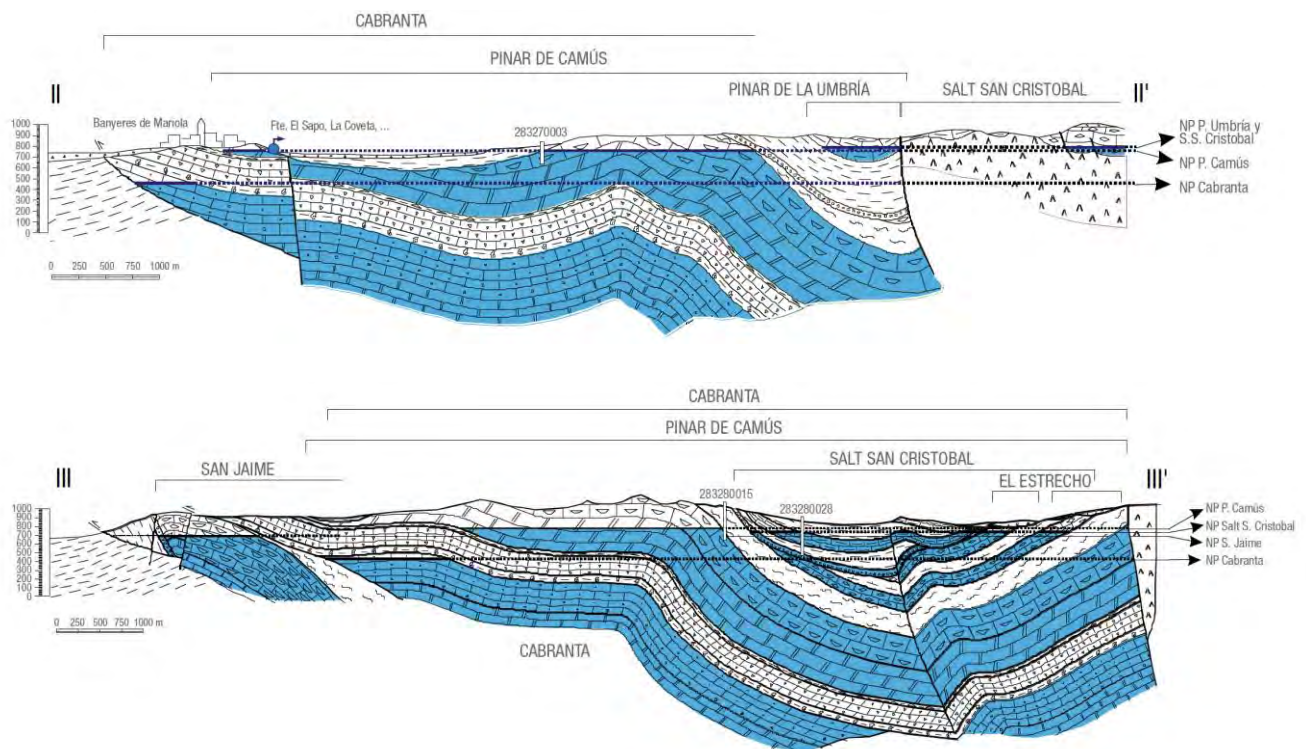 CABRANTA
PINAR DE CAMÚS
PINAR DE LA UMBRÍA
SALT SAN CRISTOBAL
II
II'
Banyeres de Mariola
Fte. El Sapo, La Coveta, ...
283270003
1000
900
800
700
600
500
400
300
200
100
0
NP P. Umbría y
S.S. Cristobal
NP P. Camús
NP Cabranta
0 250 500 750 1000 m
CABRANTA
PINAR DE CAMÚS
SAN JAIME
SALT SAN CRISTOBAL
EL ESTRECHO
III
III'
283280015
283280028
1000
900
800
700
600
500
400
300
200
100
0
NP P. Camús
NP Salt S. Cristobal
NP S. Jaime
NP Cabranta
0 250 500 750 1000 m
CABRANTA